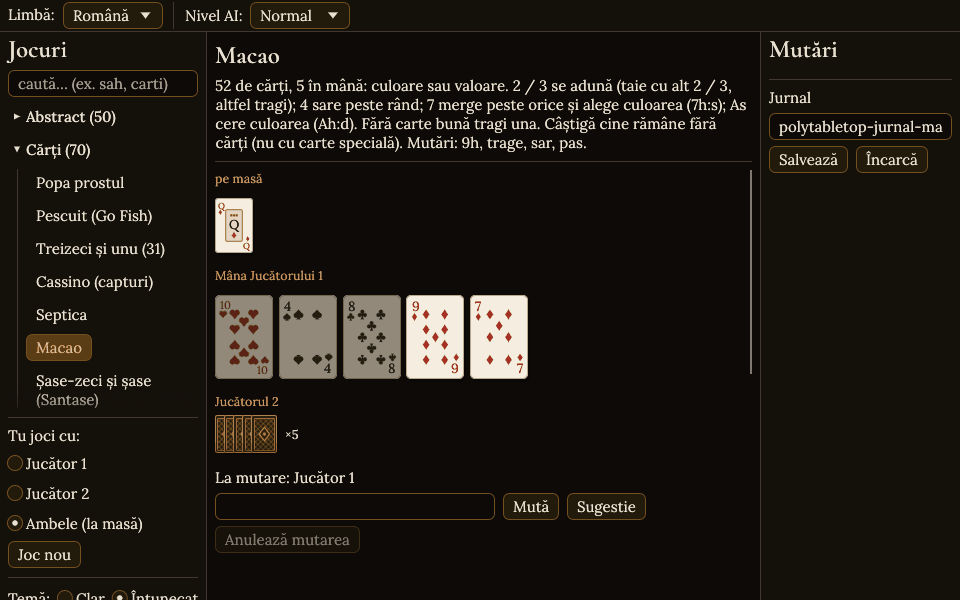 Limbă: Română Nivel AI: Normal
Jocuri
caută... (ex. sah, carti)
Abstract (50)
Cărți (70)
Popa prostul
Pescuit (Go Fish)
Treizeci și unu (31)
Cassino (capturi)
Septica
Macao
Șase-zeci și șase
(Santase)
Tu joci cu:
Jucător 1
Jucător 2
Ambele (la masă)
Joc nou
Temă: Clar Întunecat
Macao
52 de cărți, 5 în mână: culoare sau valoare. 2 / 3 se adună (taie cu alt 2 / 3,
altfel tragi); 4 sare peste rând; 7 merge peste orice și alege culoarea (7h:s); As
cere culoarea (Ah:d). Fără carte bună tragi una. Câștigă cine rămâne fără
cărți (nu cu carte specială). Mutări: 9h, trage, sar, pas.
pe masă
Q
Q
Q
Mâna Jucătorului 1
10 4 8 9 7
10 4 8 9 7
Jucătorul 2
×5
La mutare: Jucător 1
Mută Sugestie
Anulează mutarea
Mutări
Jurnal
polytabletop-jurnal-ma
Salvează Încarcă